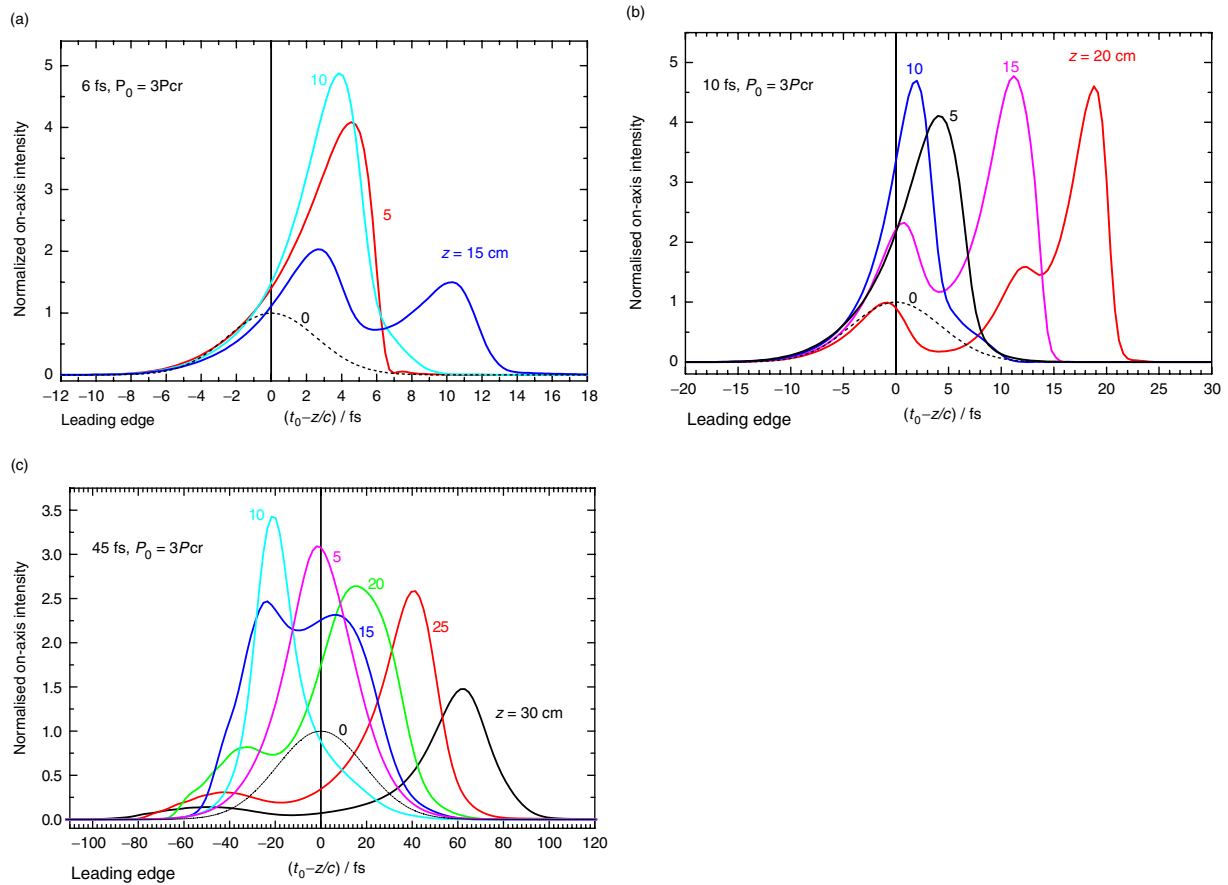 (a)
Normalized on-axis intensity
5
4
3
2
1
0
6 fs, P0 = 3Pcr
10
5
z = 15 cm
0
−12 −10 −8 −6 −4 −2 0 2 4 6 8 10 12 14 16 18
Leading edge
(t0−z/c) / fs
(b)
Normalised on-axis intensity
5
4
3
2
1
0
10 fs, P0 = 3Pcr
10
5
15
z = 20 cm
0
−20 −15 −10 −5 0 5 10 15 20 25 30
(t0−z/c) / fs
Leading edge
(c)
Normalised on-axis intensity
3.5
3.0
2.5
2.0
1.5
1.0
0.5
0.0
45 fs, P0 = 3Pcr
10
5
20
15
25
0
z = 30 cm
−100 −80 −60 −40 −20 0 20 40 60 80 100 120
(t0−z/c) / fs
Leading edge